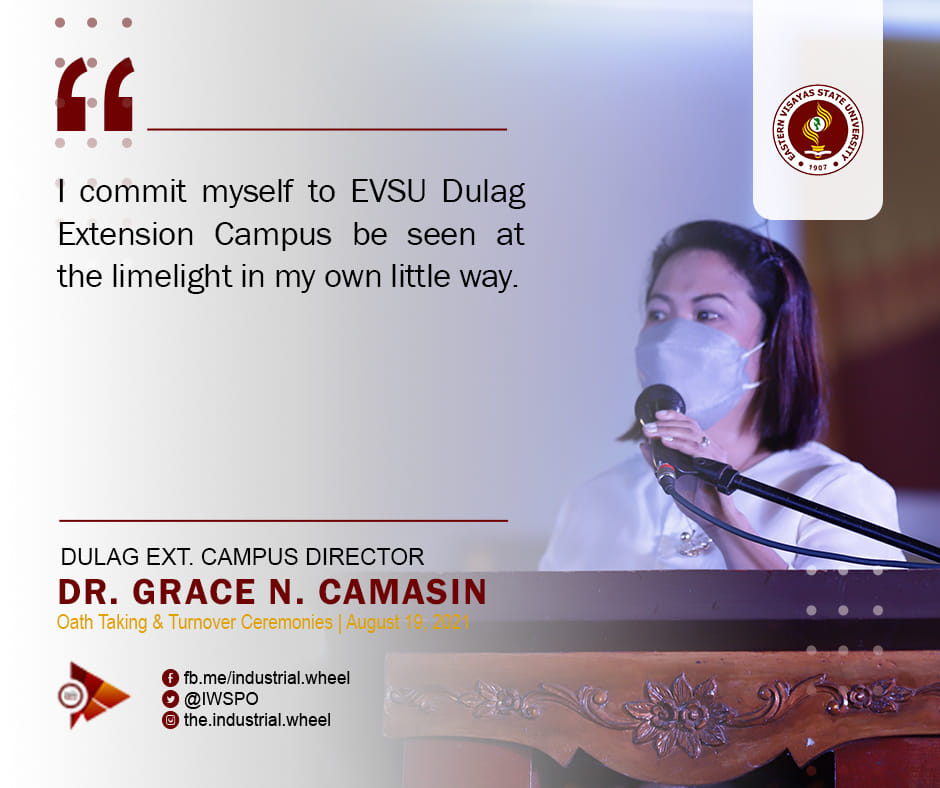 EASTERN VISAYAS STATE UNIVERSITY
1907
I commit myself to EVSU Dulag
Extension Campus be seen at
the limelight in my own little way.
DULAG EXT. CAMPUS DIRECTOR
DR. GRACE N. CAMASIN
Oath Taking & Turnover Ceremonies | August 19, 2021
fb.me/industrial.wheel
@IWSPO
the.industrial.wheel